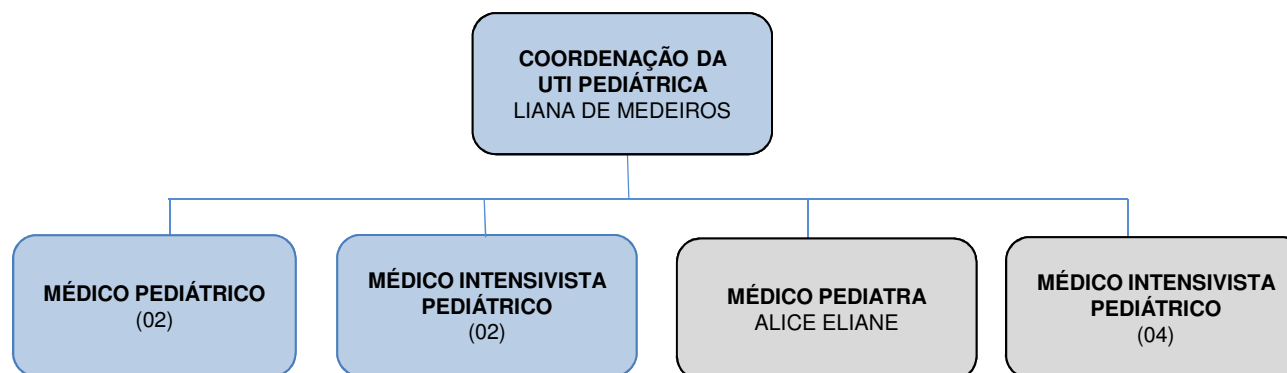 COORDENAÇÃO DA
UTI PEDIÁTRICA
LIANA DE MEDEIROS
MÉDICO PEDIÁTRICO
(02)
MÉDICO INTENSIVISTA
PEDIÁTRICO
(02)
MÉDICO PEDIATRA
ALICE ELIANE
MÉDICO INTENSIVISTA
PEDIÁTRICO
(04)